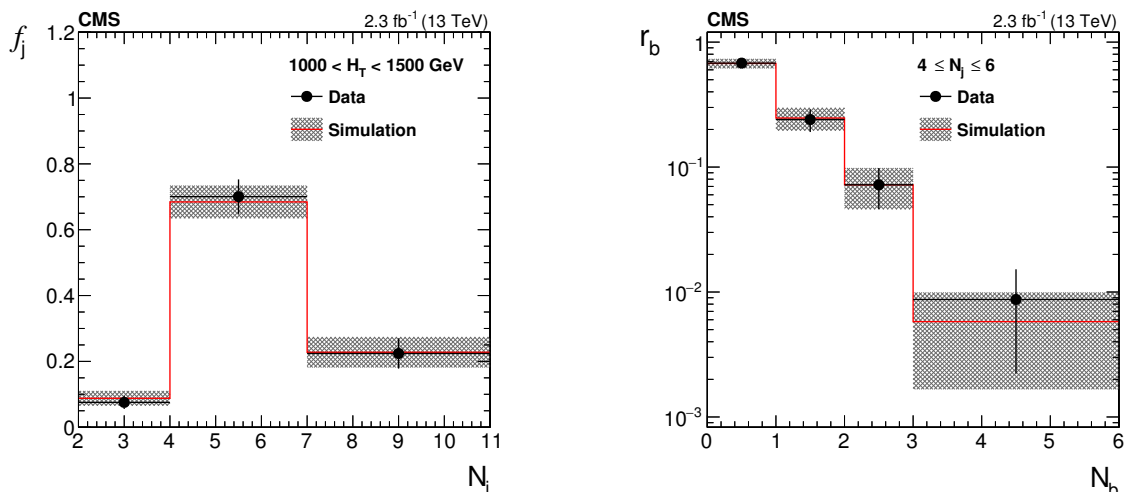 CMS 2.3 fb⁻¹ (13 TeV)
f_j
1.2
1
0.8
0.6
0.4
0.2
0
1000 < H_T < 1500 GeV
Data
Simulation
2 3 4 5 6 7 8 9 10 11
N_j
CMS 2.3 fb⁻¹ (13 TeV)
r_b
1
10⁻¹
10⁻²
10⁻³
4 ≤ N_j ≤ 6
Data
Simulation
0 1 2 3 4 5 6
N_b